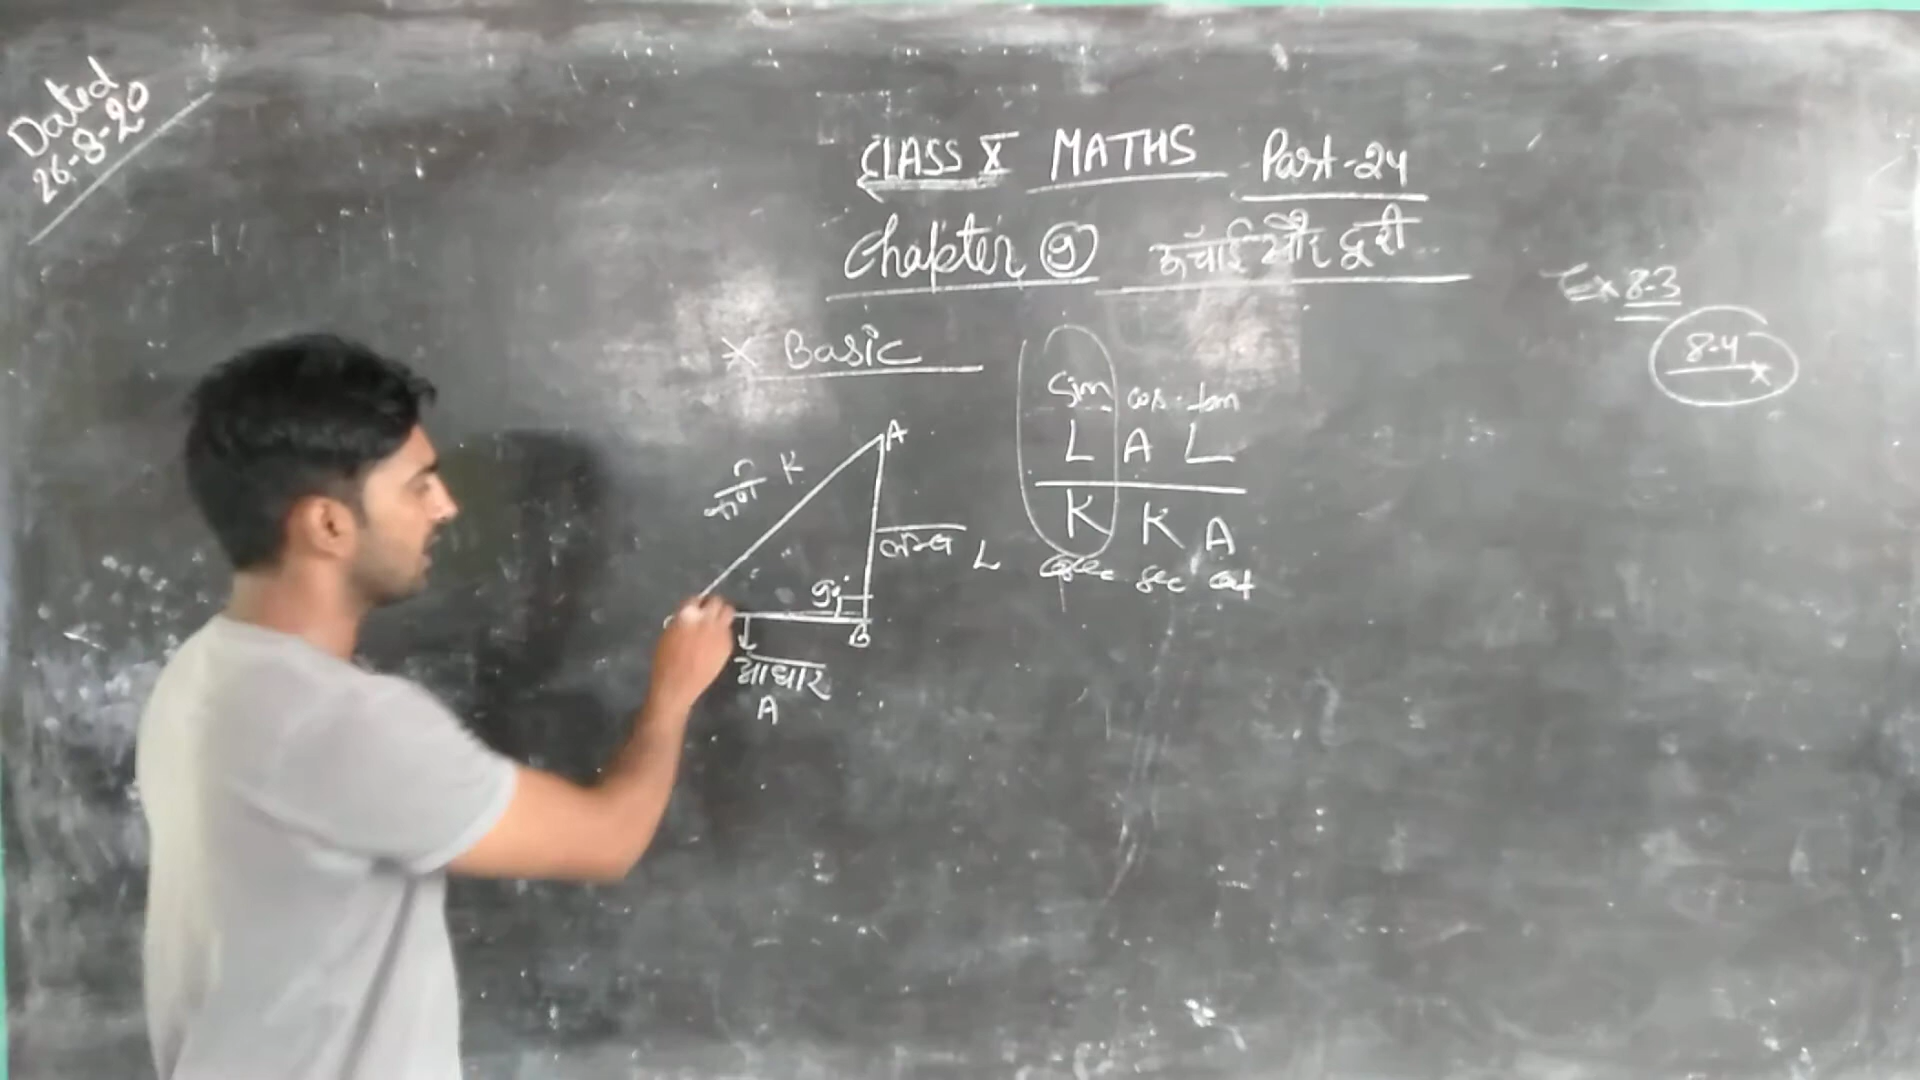 Dated
26-8-20
CLASS X MATHS Part-24
Chapter 9 ऊँचाई और दूरी
Ex 8.3
8.4
* Basic
sin cos tan
L A L
K K A
cosec sec cot
A
कर्ण K
लम्ब L
B
आधार
A